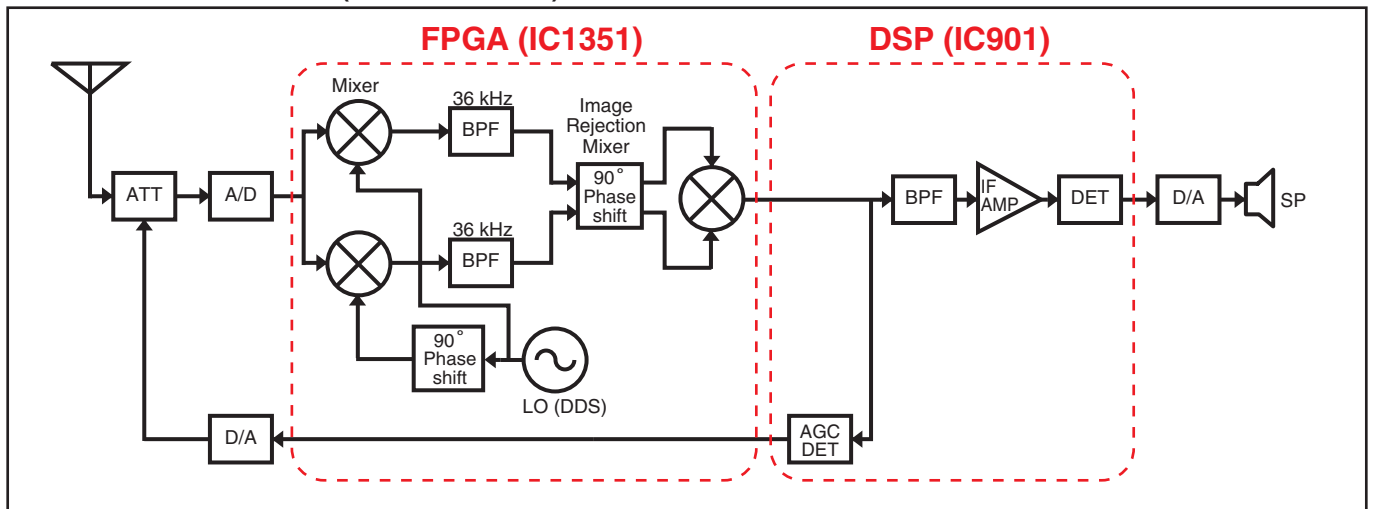 FPGA (IC1351)
DSP (IC901)
Mixer
36 kHz
BPF
Image
Rejection
Mixer
90°
Phase
shift
ATT
A/D
36 kHz
BPF
90°
Phase
shift
LO (DDS)
BPF
IF
AMP
DET
D/A
SP
D/A
AGC
DET